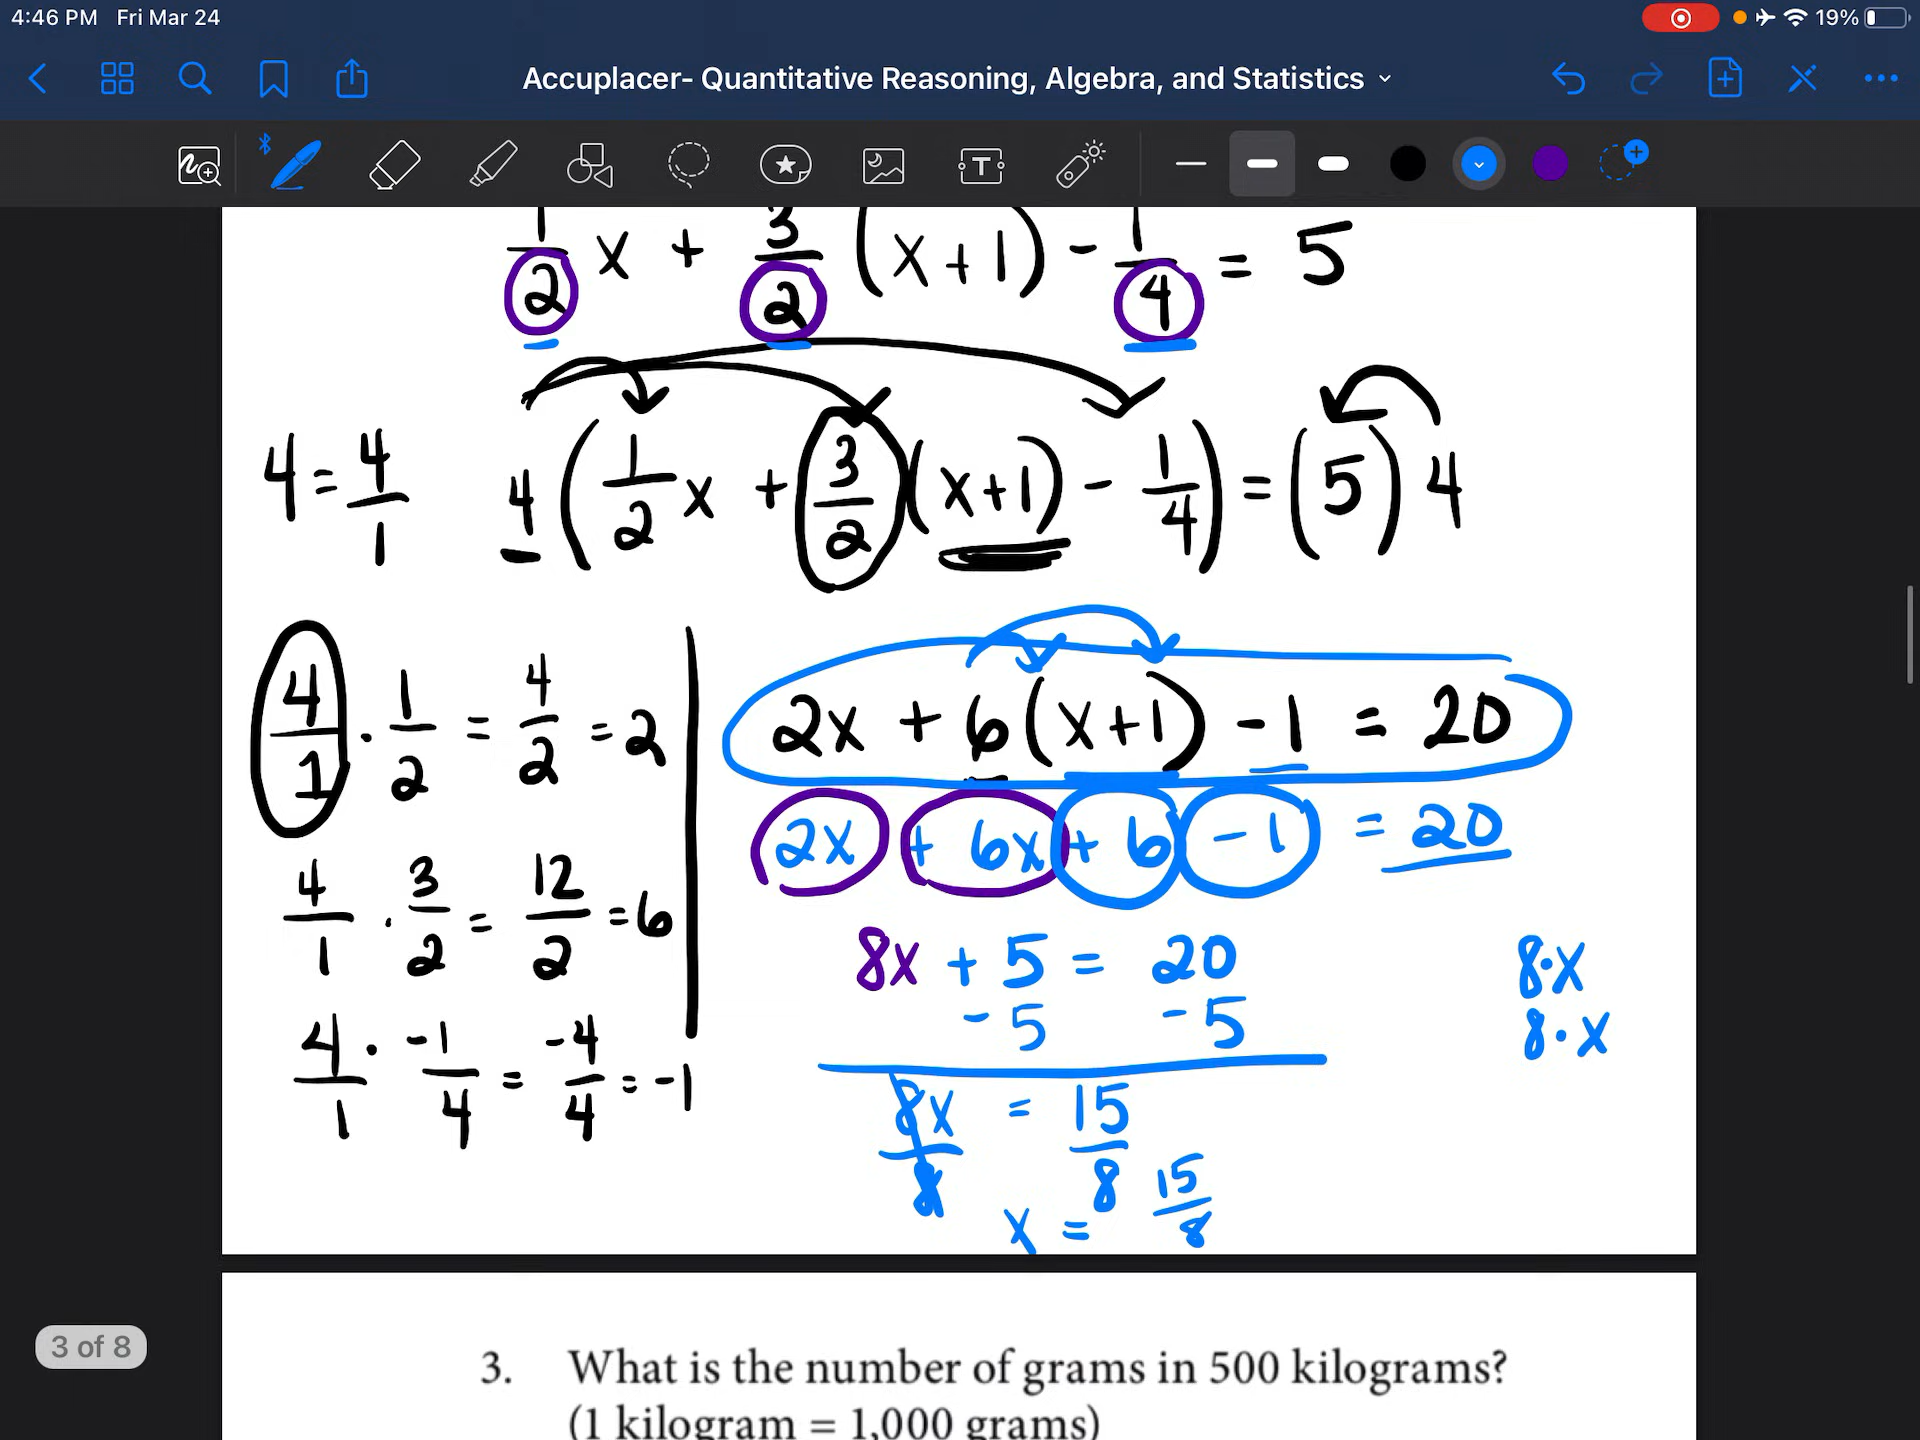 4:46 PM Fri Mar 24
19%
Accuplacer- Quantitative Reasoning, Algebra, and Statistics
1/2 x + 3/2 (x+1) - 1/4 = 5
4 = 4/1
4 (1/2 x + 3/2 (x+1) - 1/4) = (5) 4
4/1 · 1/2 = 4/2 = 2
4/1 · 3/2 = 12/2 = 6
4/1 · -1/4 = -4/4 = -1
2x + 6(x+1) -1 = 20
2x + 6x + 6 -1 = 20
8x + 5 = 20
-5 -5
8x/8 = 15/8
x = 15/8
8·x
8·x
3 of 8
3. What is the number of grams in 500 kilograms?
(1 kilogram = 1,000 grams)